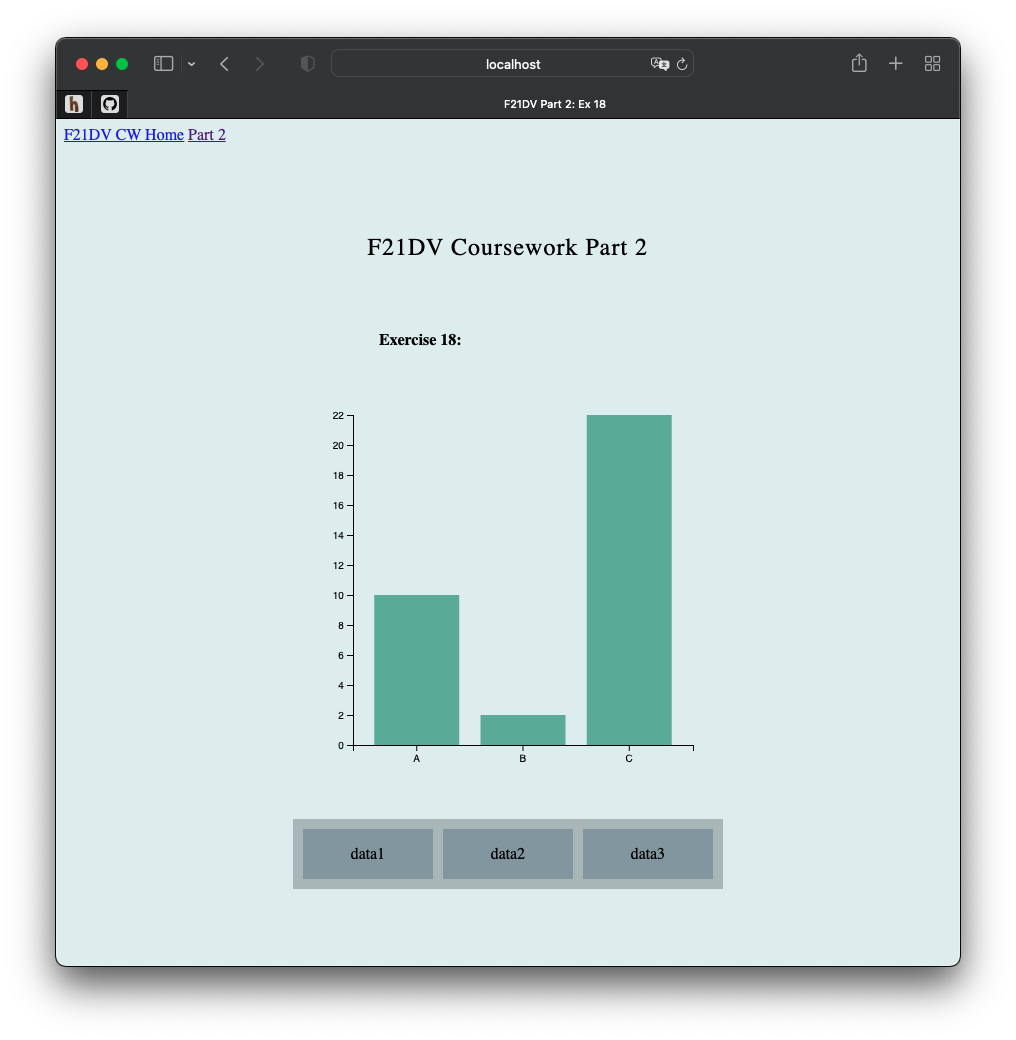 localhost
h
F21DV Part 2: Ex 18
F21DV CW Home Part 2
F21DV Coursework Part 2
Exercise 18:
22
20
18
16
14
12
10
8
6
4
2
0
A B C
data1 data2 data3